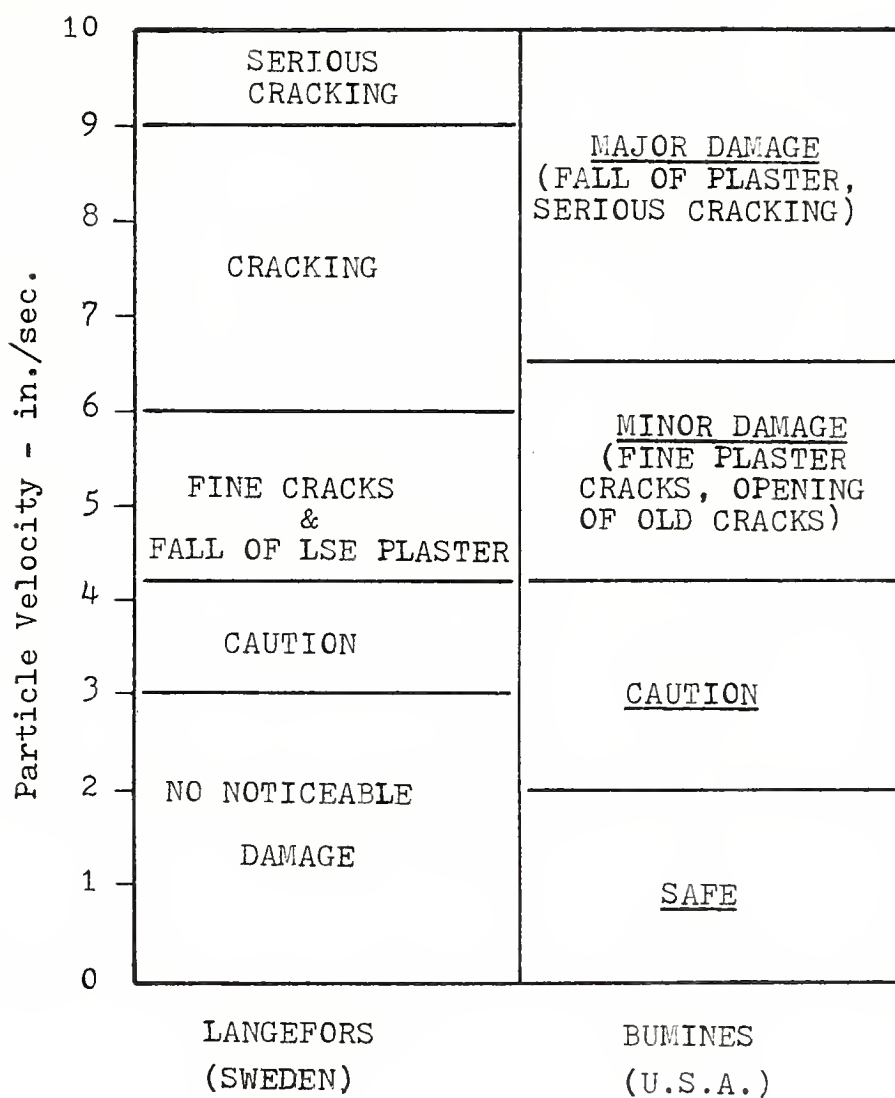 Particle Velocity - in./sec.
10
9
8
7
6
5
4
3
2
1
0
SERIOUS
CRACKING
CRACKING
FINE CRACKS
&
FALL OF LSE PLASTER
CAUTION
NO NOTICEABLE
DAMAGE
LANGEFORS
(SWEDEN)
MAJOR DAMAGE
(FALL OF PLASTER,
SERIOUS CRACKING)
MINOR DAMAGE
(FINE PLASTER
CRACKS, OPENING
OF OLD CRACKS)
CAUTION
SAFE
BUMINES
(U.S.A.)